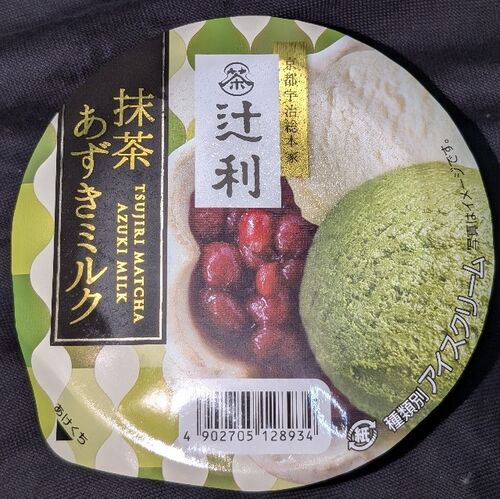 京都宇治総本家
茶
辻利
抹茶
あずきミルク
TSUJIRI MATCHA
AZUKI MILK
写真はイメージです。
種類別 アイスクリーム
紙
あけくち
4 902705 128934